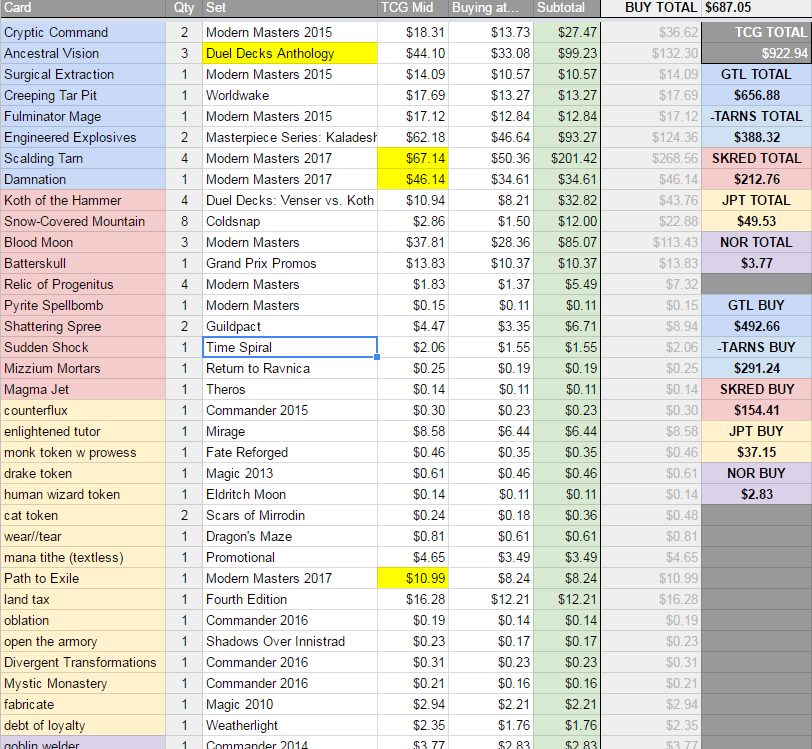 Card Qty Set TCG Mid Buying at... Subtotal BUY TOTAL $687.05
Cryptic Command 2 Modern Masters 2015 $18.31 $13.73 $27.47 $36.62 TCG TOTAL
Ancestral Vision 3 Duel Decks Anthology $44.10 $33.08 $99.23 $132.30 $922.94
Surgical Extraction 1 Modern Masters 2015 $14.09 $10.57 $10.57 $14.09 GTL TOTAL
Creeping Tar Pit 1 Worldwake $17.69 $13.27 $13.27 $17.69 $656.88
Fulminator Mage 1 Modern Masters 2015 $17.12 $12.84 $12.84 $17.12 -TARNS TOTAL
Engineered Explosives 2 Masterpiece Series: Kaladesh $62.18 $46.64 $93.27 $124.36 $388.32
Scalding Tarn 4 Modern Masters 2017 $67.14 $50.36 $201.42 $268.56 SKRED TOTAL
Damnation 1 Modern Masters 2017 $46.14 $34.61 $34.61 $46.14 $212.76
Koth of the Hammer 4 Duel Decks: Venser vs. Koth $10.94 $8.21 $32.82 $43.76 JPT TOTAL
Snow-Covered Mountain 8 Coldsnap $2.86 $1.50 $12.00 $22.88 $49.53
Blood Moon 3 Modern Masters $37.81 $28.36 $85.07 $113.43 NOR TOTAL
Batterskull 1 Grand Prix Promos $13.83 $10.37 $10.37 $13.83 $3.77
Relic of Progenitus 4 Modern Masters $1.83 $1.37 $5.49 $7.32
Pyrite Spellbomb 1 Modern Masters $0.15 $0.11 $0.11 $0.15 GTL BUY
Shattering Spree 2 Guildpact $4.47 $3.35 $6.71 $8.94 $492.66
Sudden Shock 1 Time Spiral $2.06 $1.55 $1.55 $2.06 -TARNS BUY
Mizzium Mortars 1 Return to Ravnica $0.25 $0.19 $0.19 $0.25 $291.24
Magma Jet 1 Theros $0.14 $0.11 $0.11 $0.14 SKRED BUY
counterflux 1 Commander 2015 $0.30 $0.23 $0.23 $0.30 $154.41
enlightened tutor 1 Mirage $8.58 $6.44 $6.44 $8.58 JPT BUY
monk token w prowess 1 Fate Reforged $0.46 $0.35 $0.35 $0.46 $37.15
drake token 1 Magic 2013 $0.61 $0.46 $0.46 $0.61 NOR BUY
human wizard token 1 Eldritch Moon $0.14 $0.11 $0.11 $0.14 $2.83
cat token 2 Scars of Mirrodin $0.24 $0.18 $0.36 $0.48
wear//tear 1 Dragon's Maze $0.81 $0.61 $0.61 $0.81
mana tithe (textless) 1 Promotional $4.65 $3.49 $3.49 $4.65
Path to Exile 1 Modern Masters 2017 $10.99 $8.24 $8.24 $10.99
land tax 1 Fourth Edition $16.28 $12.21 $12.21 $16.28
oblation 1 Commander 2016 $0.19 $0.14 $0.14 $0.19
open the armory 1 Shadows Over Innistrad $0.23 $0.17 $0.17 $0.23
Divergent Transformations 1 Commander 2016 $0.31 $0.23 $0.23 $0.31
Mystic Monastery 1 Commander 2016 $0.21 $0.16 $0.16 $0.21
fabricate 1 Magic 2010 $2.94 $2.21 $2.21 $2.94
debt of loyalty 1 Weatherlight $2.35 $1.76 $1.76 $2.35
goblin welder 1 Commander 2014 $3.77 $2.83 $2.83 $3.77